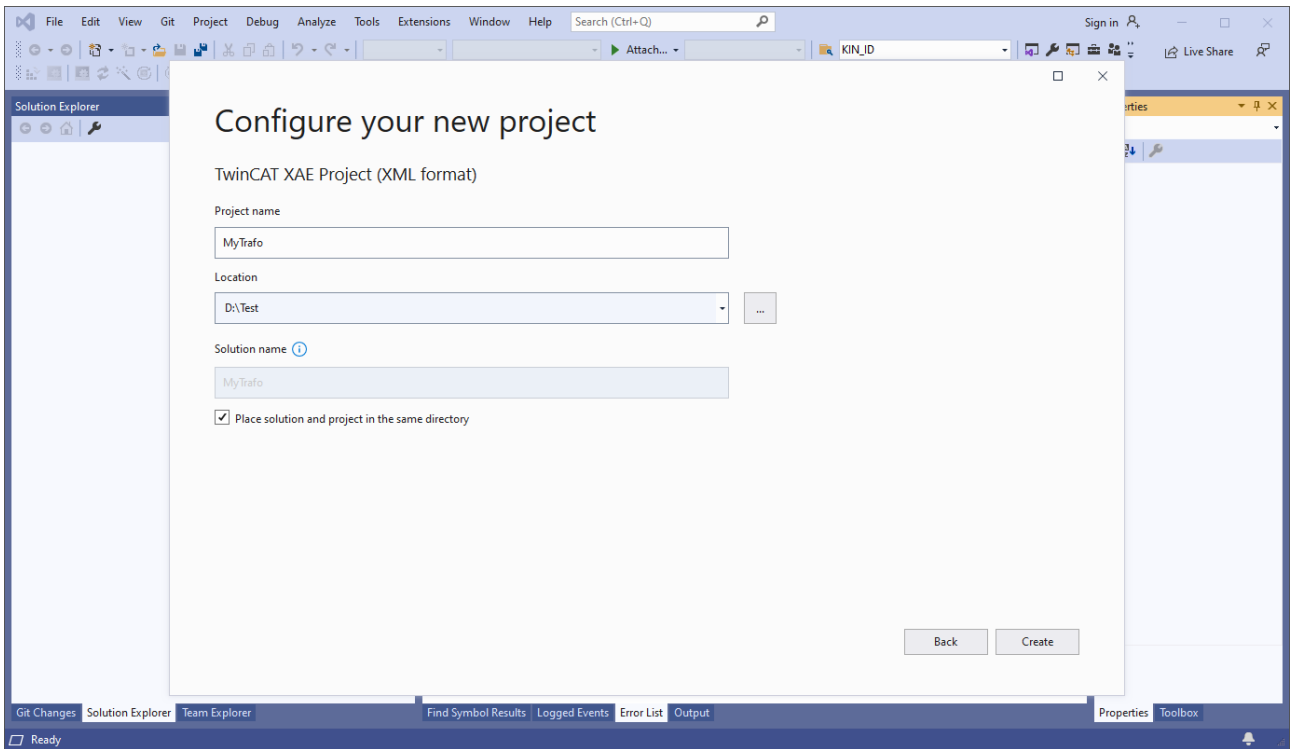 File Edit View Git Project Debug Analyze Tools Extensions Window Help Search (Ctrl+Q) Sign in
Attach... KIN_ID Live Share
Solution Explorer
erties
Configure your new project
TwinCAT XAE Project (XML format)
Project name
MyTrafo
Location
D:\Test
...
Solution name
MyTrafo
Place solution and project in the same directory
Back Create
Git Changes Solution Explorer Team Explorer Find Symbol Results Logged Events Error List Output Properties Toolbox
Ready